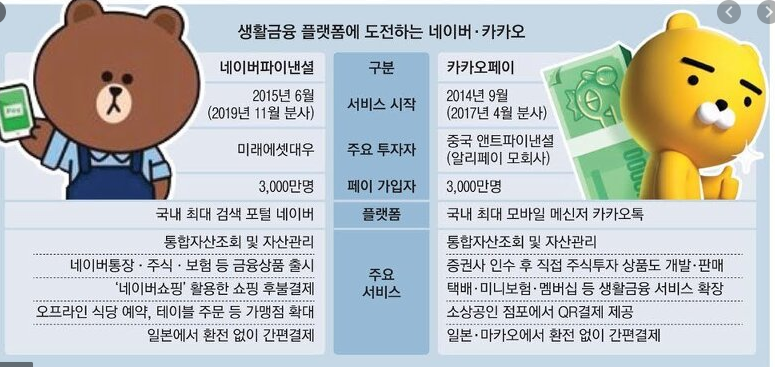 생활금융 플랫폼에 도전하는 네이버·카카오
네이버파이낸셜 구분 카카오페이
2015년 6월
(2019년 11월 분사)
서비스 시작
2014년 9월
(2017년 4월 분사)
미래에셋대우
주요 투자자
중국 앤트파이낸셜
(알리페이 모회사)
3,000만명 페이 가입자 3,000만명
국내 최대 검색 포털 네이버 플랫폼 국내 최대 모바일 메신저 카카오톡
통합자산조회 및 자산관리
네이버통장·주식·보험 등 금융상품 출시
‘네이버쇼핑’ 활용한 쇼핑 후불결제
오프라인 식당 예약, 테이블 주문 등 가맹점 확대
일본에서 환전 없이 간편결제
주요
서비스
통합자산조회 및 자산관리
증권사 인수 후 직접 주식투자 상품도 개발·판매
택배·미니보험·멤버십 등 생활금융 서비스 확장
소상공인 점포에서 QR결제 제공
일본·마카오에서 환전 없이 간편결제